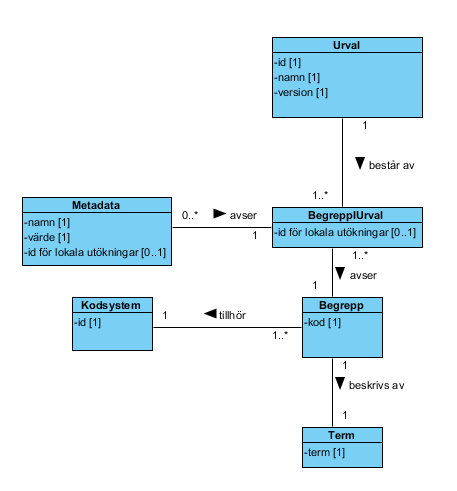 Urval
-id [1]
-namn [1]
-version [1]
1
består av
1..*
Metadata
-namn [1]
-värde [1]
-id för lokala utökningar [0..1]
0..*
avser
1
BegreppIUrval
-id för lokala utökningar [0..1]
1..*
avser
1
Kodsystem
-id [1]
1
tillhör
1..*
Begrepp
-kod [1]
1
beskrivs av
1
Term
-term [1]